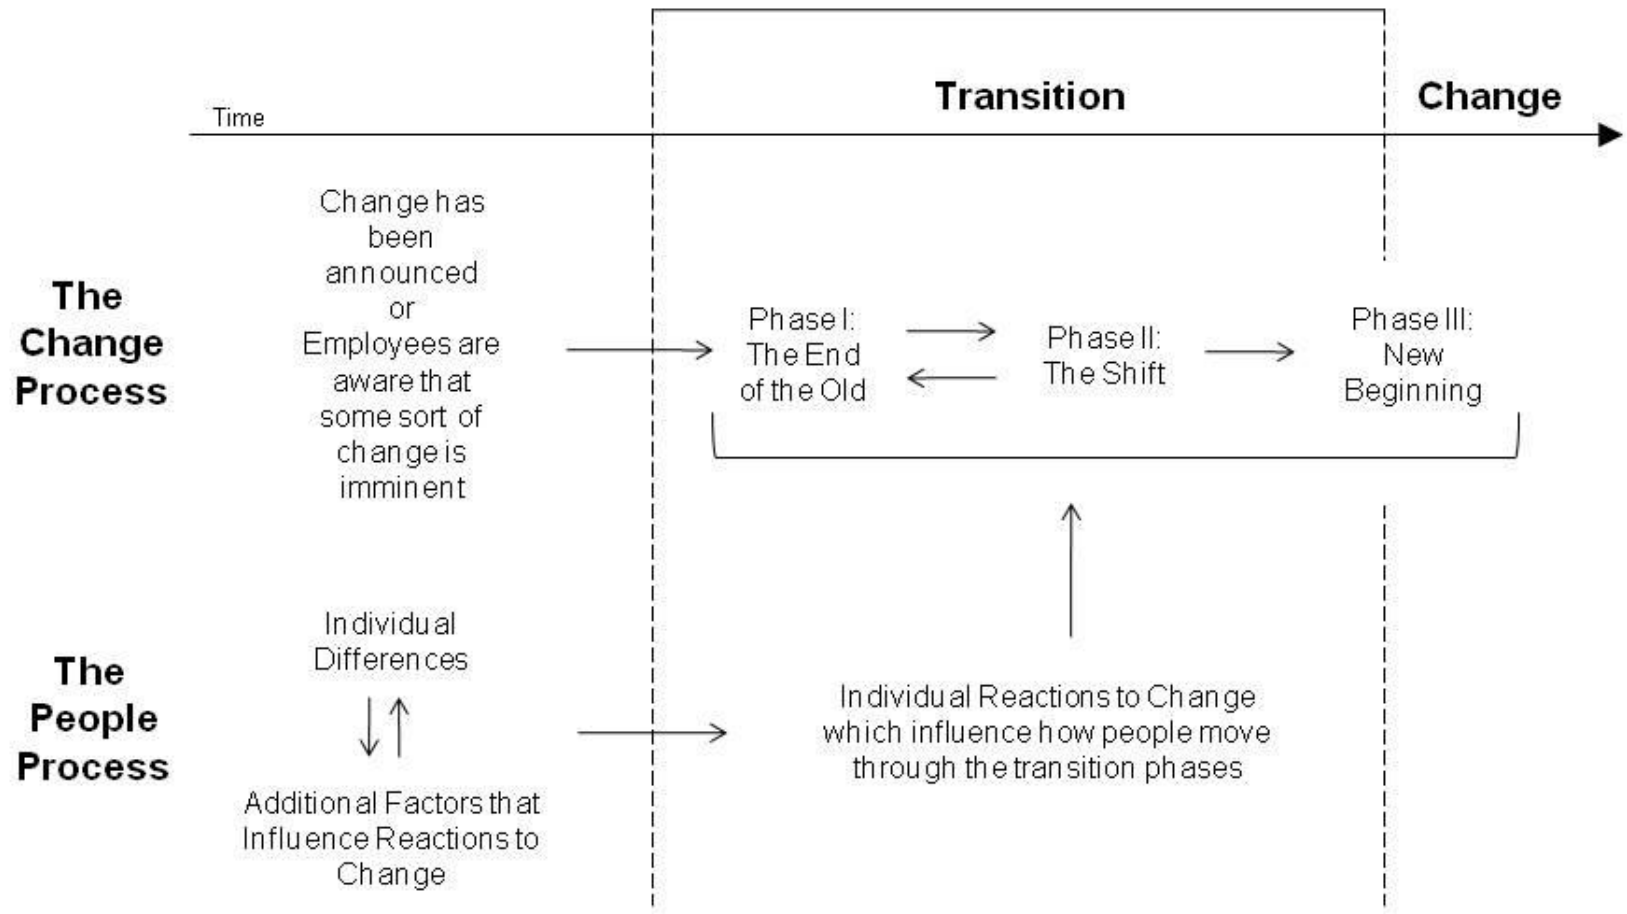 Transition
Change
Time
The
Change
Process
Change has
been
announced
or
Employees are
aware that
some sort of
change is
imminent
Phase I:
The End
of the Old
Phase II:
The Shift
Phase III:
New
Beginning
The
People
Process
Individual
Differences
Additional Factors that
Influence Reactions to
Change
Individual Reactions to Change
which influence how people move
through the transition phases